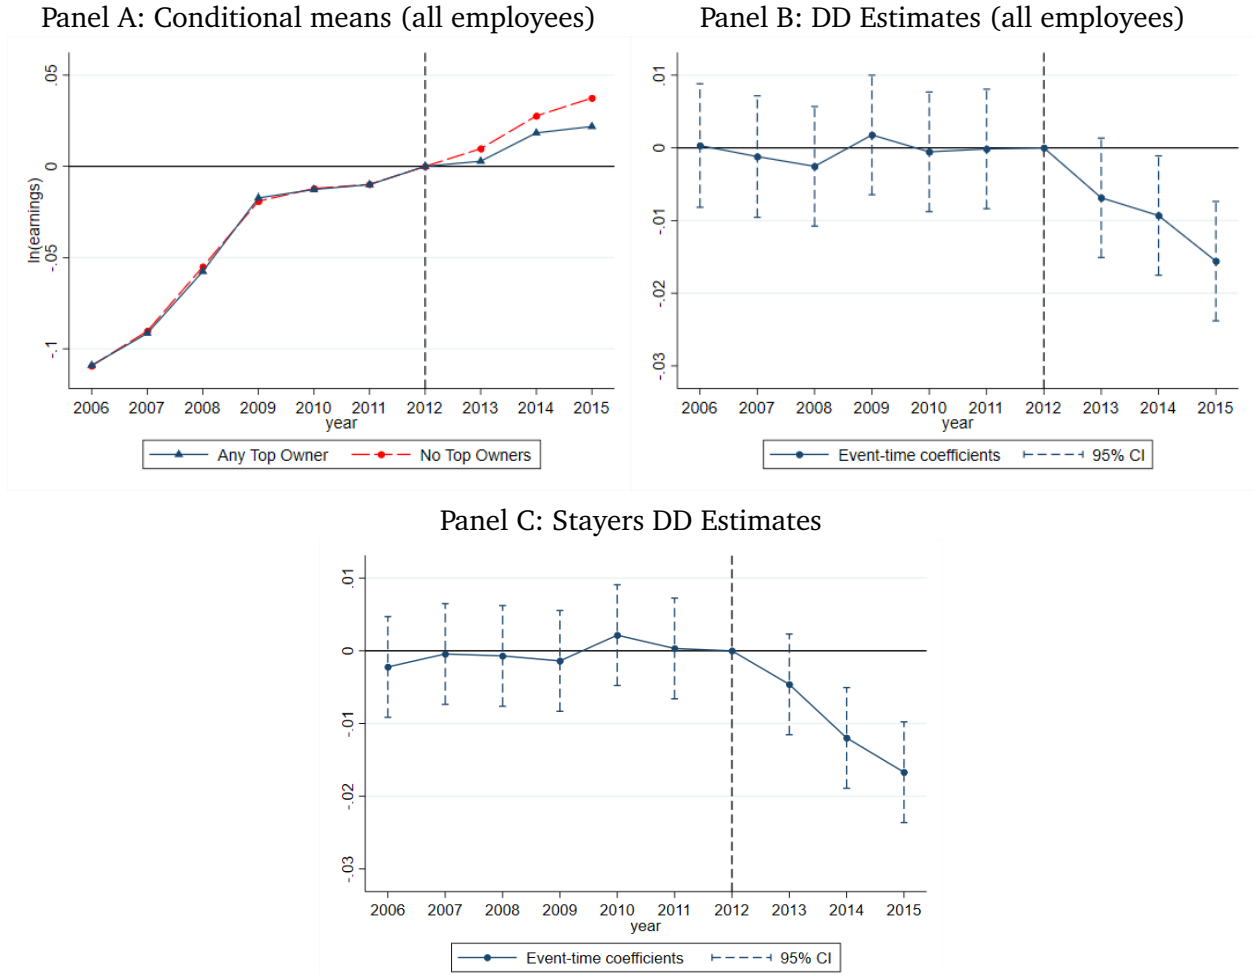 Panel A: Conditional means (all employees)
ln(earnings)
.05
0
-.05
-.1
2006 2007 2008 2009 2010 2011 2012 2013 2014 2015
year
Any Top Owner No Top Owners
Panel B: DD Estimates (all employees)
.01
0
-.01
-.02
-.03
2006 2007 2008 2009 2010 2011 2012 2013 2014 2015
year
Event-time coefficients 95% CI
Panel C: Stayers DD Estimates
.01
0
-.01
-.02
-.03
2006 2007 2008 2009 2010 2011 2012 2013 2014 2015
year
Event-time coefficients 95% CI